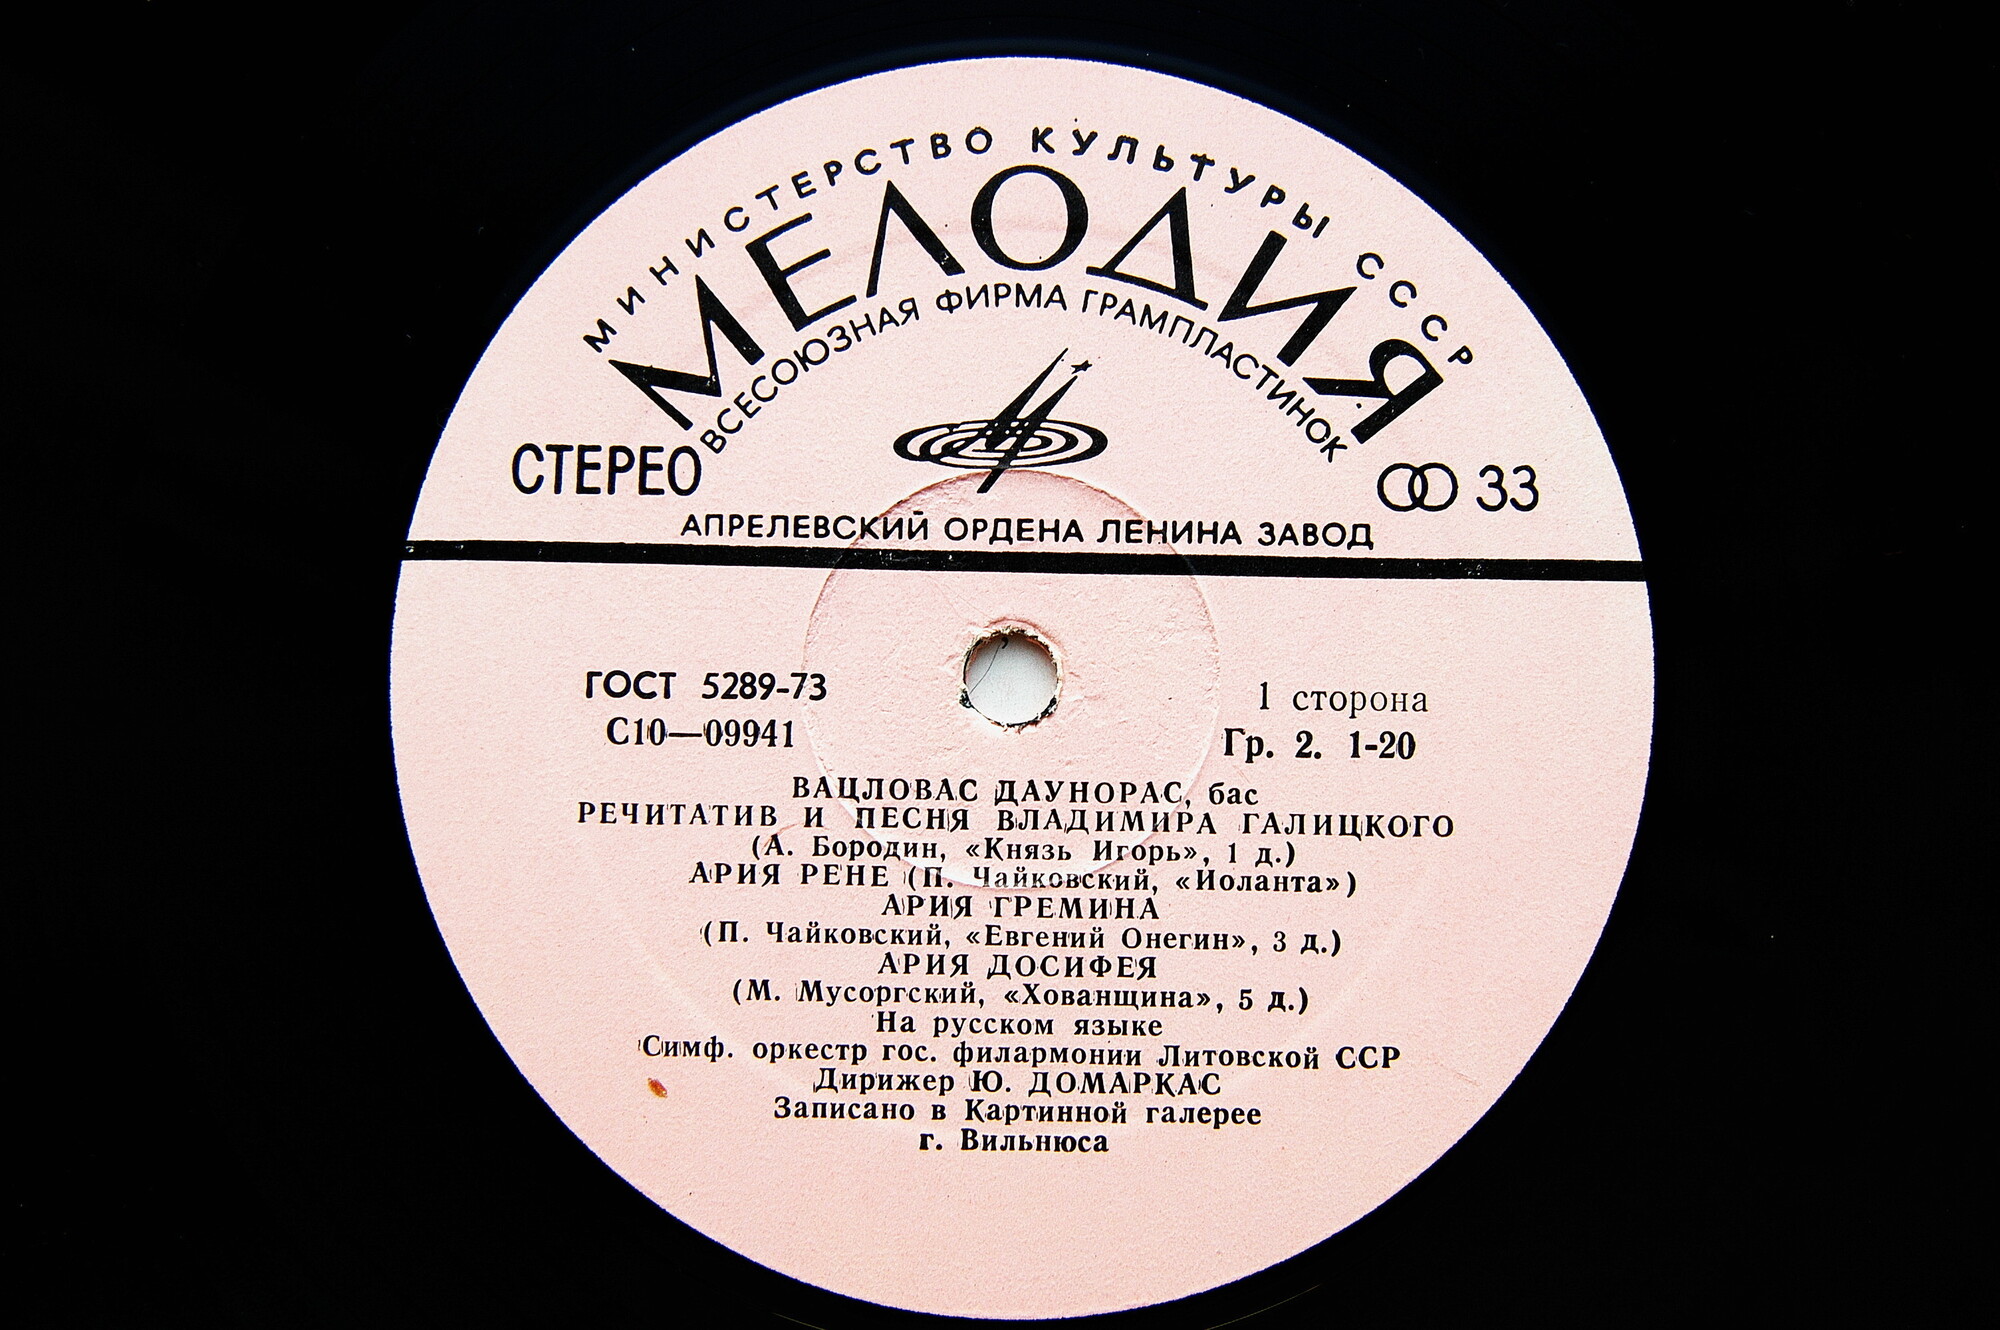 МИНИСТЕРСТВО КУЛЬТУРЫ СССР
МЕЛОДИЯ
ВСЕСОЮЗНАЯ ФИРМА ГРАМПЛАСТИНОК
СТЕРЕО
33
АПРЕЛЕВСКИЙ ОРДЕНА ЛЕНИНА ЗАВОД
ГОСТ 5289-73
1 сторона
С10—09941
Гр. 2. 1-20
ВАЦЛОВАС ДАУНОРАС, бас
РЕЧИТАТИВ И ПЕСНЯ ВЛАДИМИРА ГАЛИЦКОГО
(А. Бородин, «Князь Игорь», 1 д.)
АРИЯ РЕНЕ (П. Чайковский, «Иоланта»)
АРИЯ ГРЕМИНА
(П. Чайковский, «Евгений Онегин», 3 д.)
АРИЯ ДОСИФЕЯ
(М. Мусоргский, «Хованщина», 5 д.)
На русском языке
Симф. оркестр гос. филармонии Литовской ССР
Дирижер Ю. ДОМАРКАС
Записано в Картинной галерее
г. Вильнюса